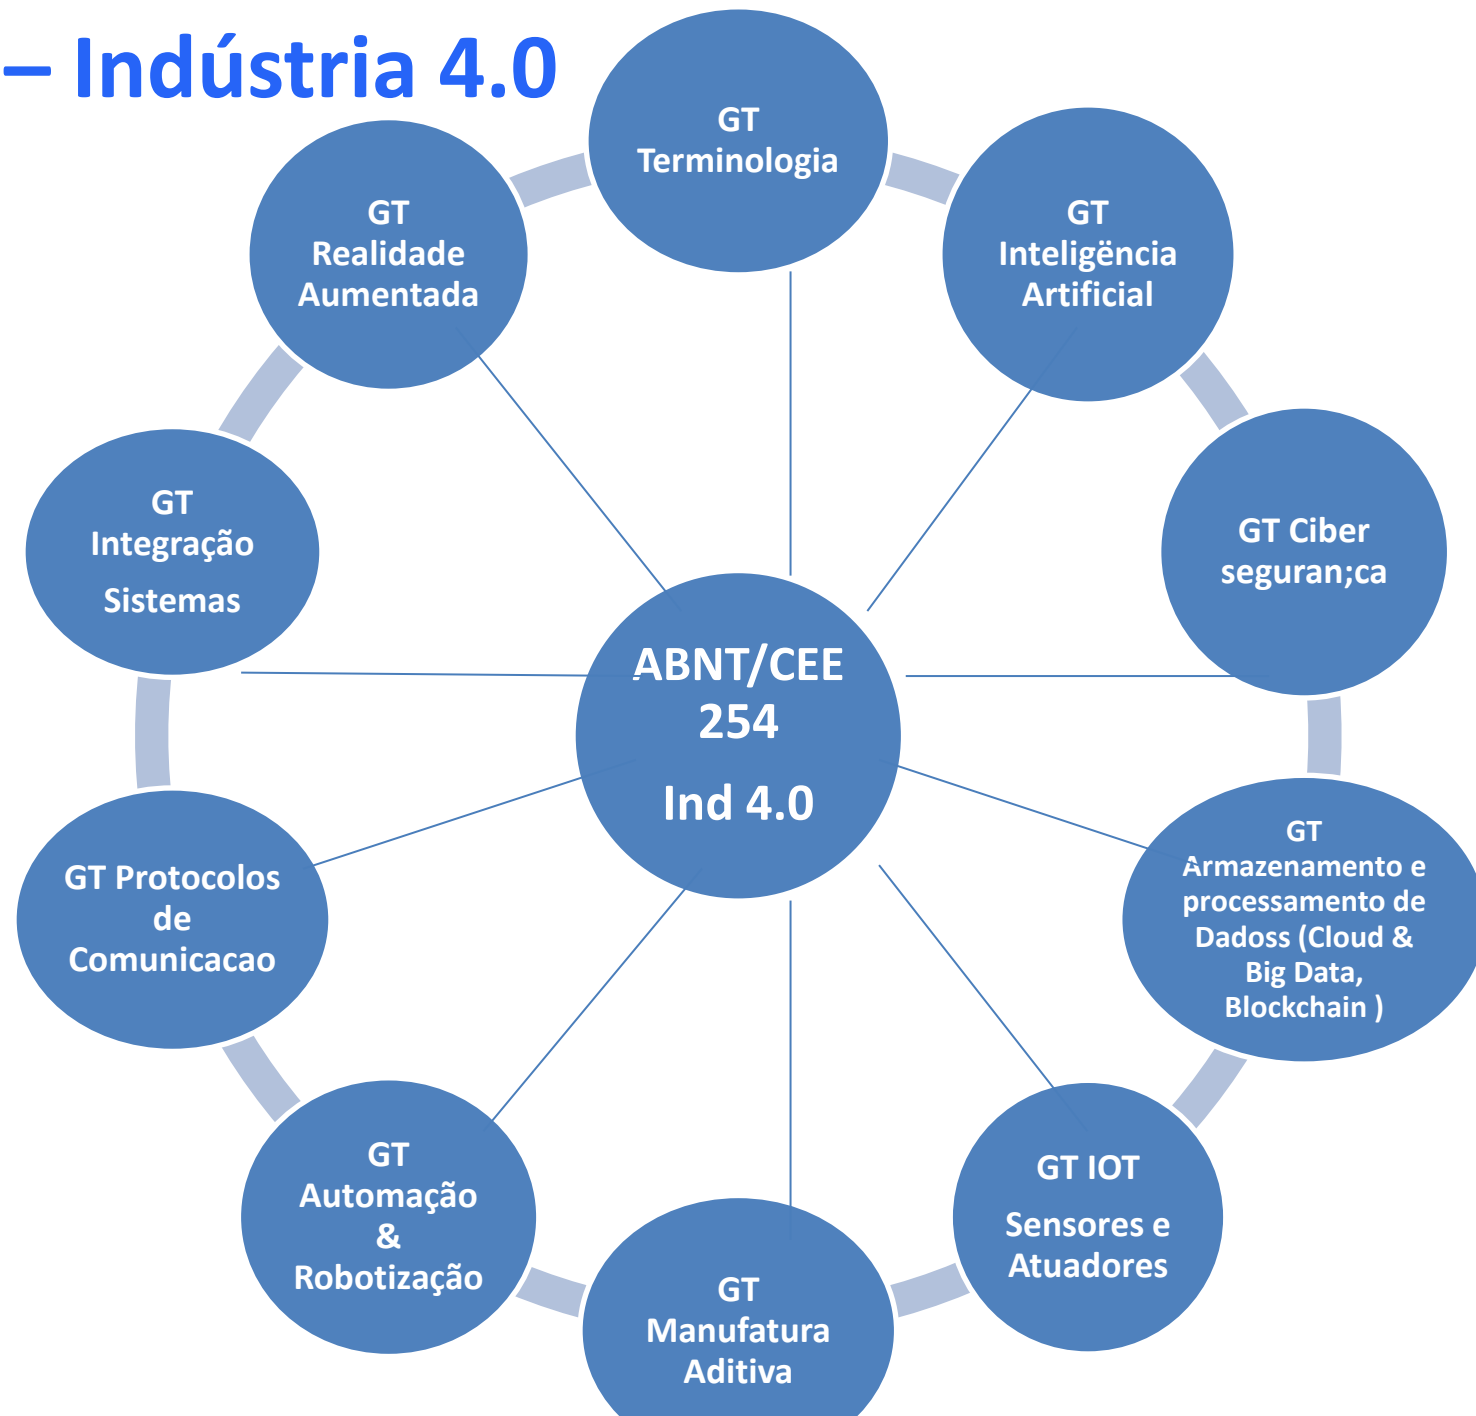 – Indústria 4.0
GT
Terminologia
GT
Inteligëncia
Artificial
GT Ciber
seguran;ca
GT
Armazenamento e
processamento de
Dadoss (Cloud &
Big Data,
Blockchain )
GT IOT
Sensores e
Atuadores
GT
Manufatura
Aditiva
GT
Automação
&
Robotização
GT Protocolos
de
Comunicacao
GT
Integração
Sistemas
GT
Realidade
Aumentada
ABNT/CEE
254
Ind 4.0